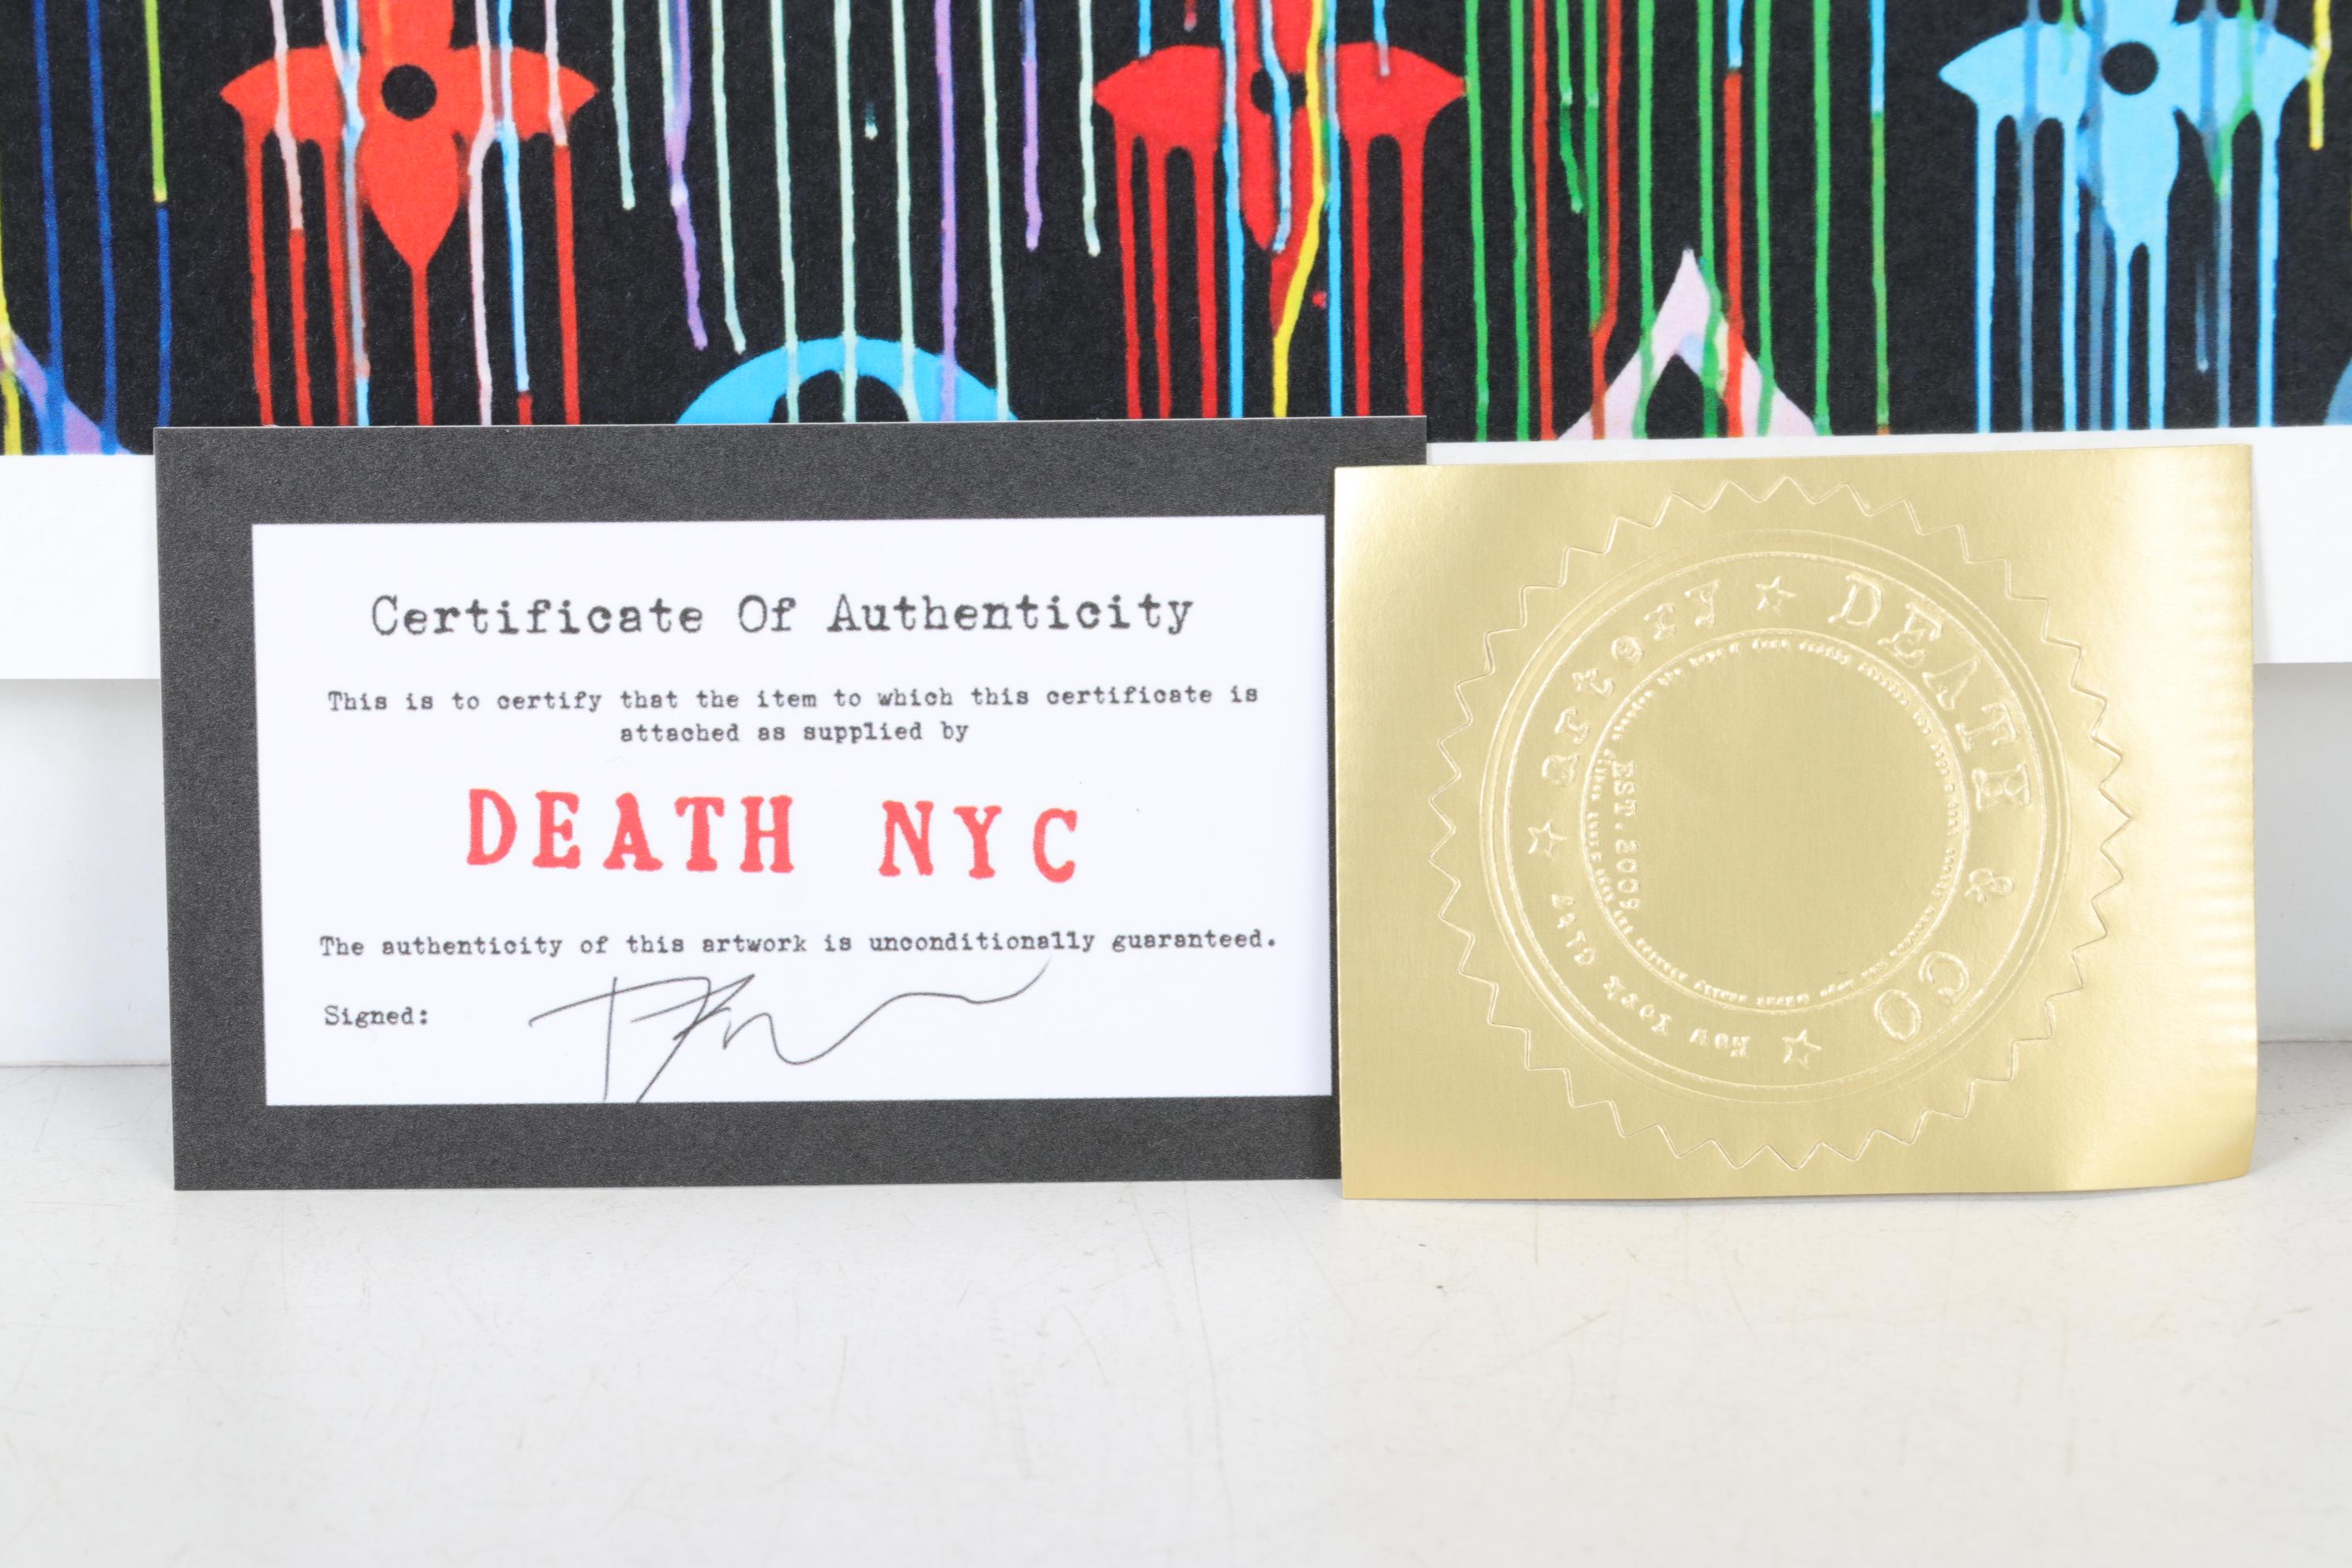 Certificate Of Authenticity
This is to certify that the item to which this certificate is
attached as supplied by
DEATH NYC
The authenticity of this artwork is unconditionally guaranteed.
Signed:
artory ☆ DEATH & CO ☆ New York City ☆
EST. 2009